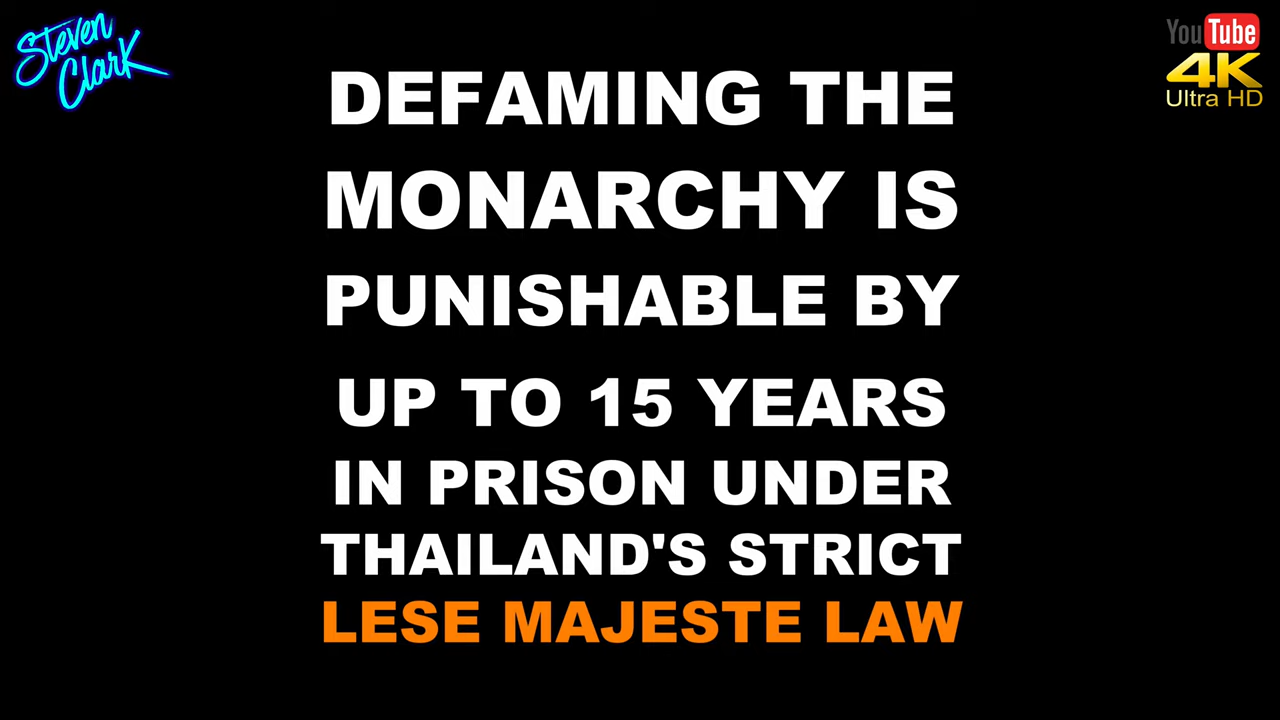 Steven
Clark
YouTube
4K
Ultra HD
DEFAMING THE
MONARCHY IS
PUNISHABLE BY
UP TO 15 YEARS
IN PRISON UNDER
THAILAND'S STRICT
LESE MAJESTE LAW